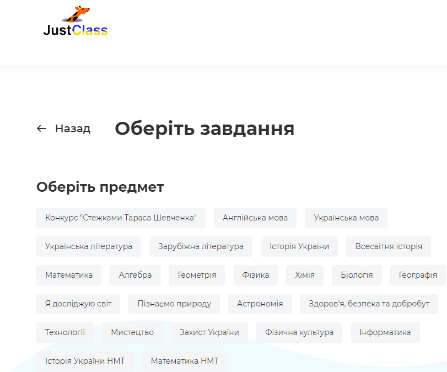 JustClass
← Назад Оберіть завдання
Оберіть предмет
Конкурс "Стежками Тараса Шевченка" Англійська мова Українська мова
Українська література Зарубіжна література Історія України Всесвітня історія
Математика Алгебра Геометрія Фізика Хімія Біологія Географія
Я досліджую світ Пізнаємо природу Астрономія Здоров'я, безпека та добробут
Технології Мистецтво Захист України Фізична культура Інформатика
Історія України НМТ Математика НМТ